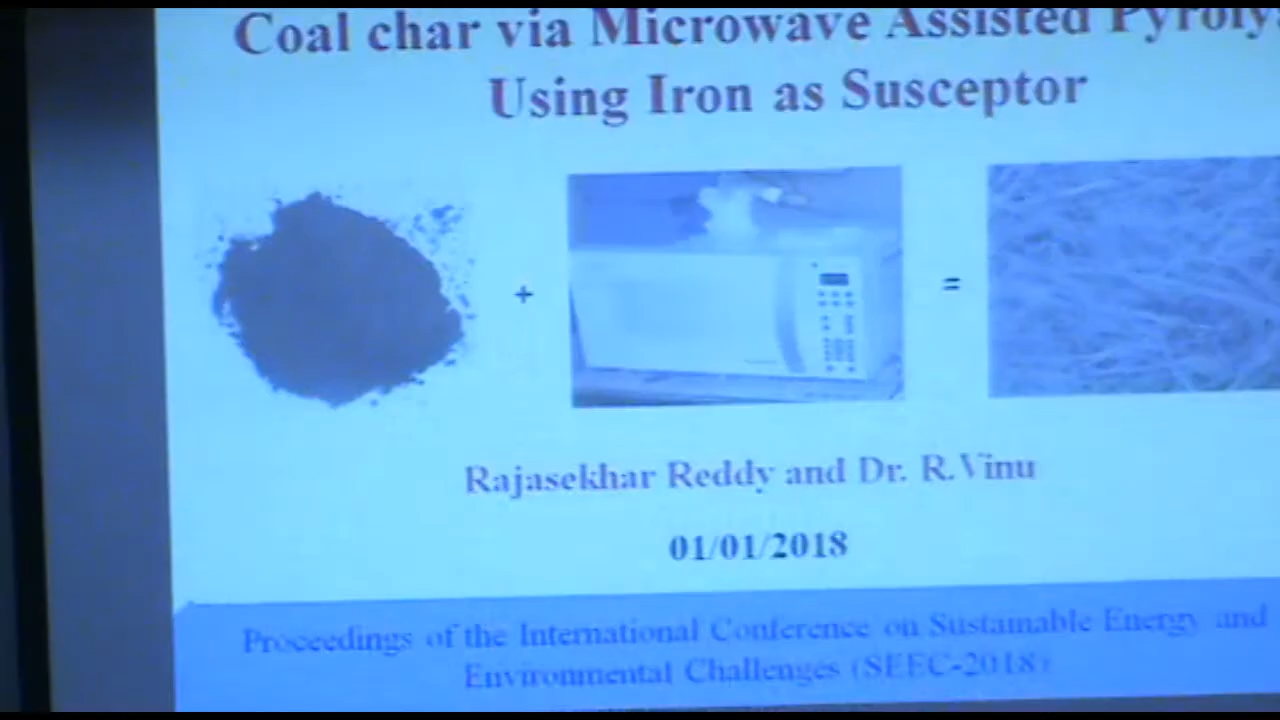 Coal char via Microwave Assisted Pyroly
Using Iron as Susceptor
+
=
Rajasekhar Reddy and Dr. R.Vinu
01/01/2018
Proceedings of the International Conference on Sustainable Energy and
Environmental Challenges (SEEC-2018)